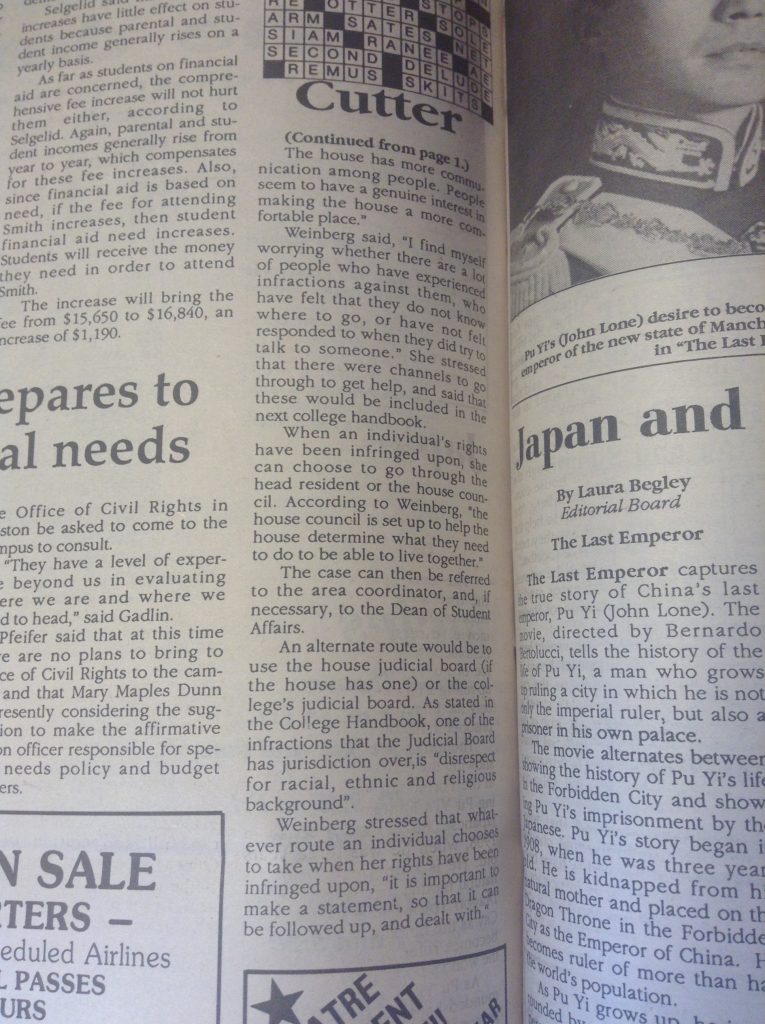 Selgelid said
increases have little effect on stu-
dents because parental and stu-
dent income generally rises on a
yearly basis.
As far as students on financial
aid are concerned, the compre-
hensive fee increase will not hurt
them either, according to
Selgelid. Again, parental and stu-
dent incomes generally rise from
year to year, which compensates
for these fee increases. Also,
since financial aid is based on
need, if the fee for attending
Smith increases, then student
financial aid need increases.
Students will receive the money
they need in order to attend
Smith.
The increase will bring the
fee from $15,650 to $16,840, an
increase of $1,190.
epares to
al needs
e Office of Civil Rights in
ston be asked to come to the
mpus to consult.
"They have a level of exper-
e beyond us in evaluating
ere we are and where we
d to head," said Gadlin.
Pfeifer said that at this time
re are no plans to bring to
ce of Civil Rights to the cam-
and that Mary Maples Dunn
resently considering the sug-
tion to make the affirmative
on officer responsible for spe-
needs policy and budget
ers.
N SALE
RTERS –
eduled Airlines
L PASSES
OURS
OTTER STOPS
ARM SATES SOL
SIAM RANEE NET
SECOND DELUDE
REMUS SKITS
Cutter
(Continued from page 1.)
The house has more commu-
nication among people. People
seem to have a genuine interest in
making the house a more com-
fortable place."
Weinberg said, "I find myself
worrying whether there are a lot
of people who have experienced
infractions against them, who
have felt that they do not know
where to go, or have not felt
responded to when they did try to
talk to someone." She stressed
that there were channels to go
through to get help, and said that
these would be included in the
next college handbook.
When an individual's rights
have been infringed upon, she
can choose to go through the
head resident or the house coun-
cil. According to Weinberg, "the
house council is set up to help the
house determine what they need
to do to be able to live together."
The case can then be referred
to the area coordinator, and, if
necessary, to the Dean of Student
Affairs.
An alternate route would be to
use the house judicial board (if
the house has one) or the col-
lege's judicial board. As stated in
the College Handbook, one of the
infractions that the Judicial Board
has jurisdiction over,is "disrespect
for racial, ethnic and religious
background".
Weinberg stressed that what-
ever route an individual chooses
to take when her rights have been
infringed upon, "it is important to
make a statement, so that it can
be followed up, and dealt with."
ATRE
ENT
Pu Yi's (John Lone) desire to beco
emperor of the new state of Manch
in "The Last
Japan and
By Laura Begley
Editorial Board
The Last Emperor
The Last Emperor captures
the true story of China's last
emperor, Pu Yi (John Lone). The
movie, directed by Bernardo
Bertolucci, tells the history of the
life of Pu Yi, a man who grows
up ruling a city in which he is not
only the imperial ruler, but also a
prisoner in his own palace.
The movie alternates between
showing the history of Pu Yi's life
in the Forbidden City and show
ing Pu Yi's imprisonment by the
Japanese. Pu Yi's story began i
1908, when he was three year
old. He is kidnapped from hi
natural mother and placed on th
Dragon Throne in the Forbidde
City as the Emperor of China. H
becomes ruler of more than ha
the world's population.
As Pu Yi grows up, he